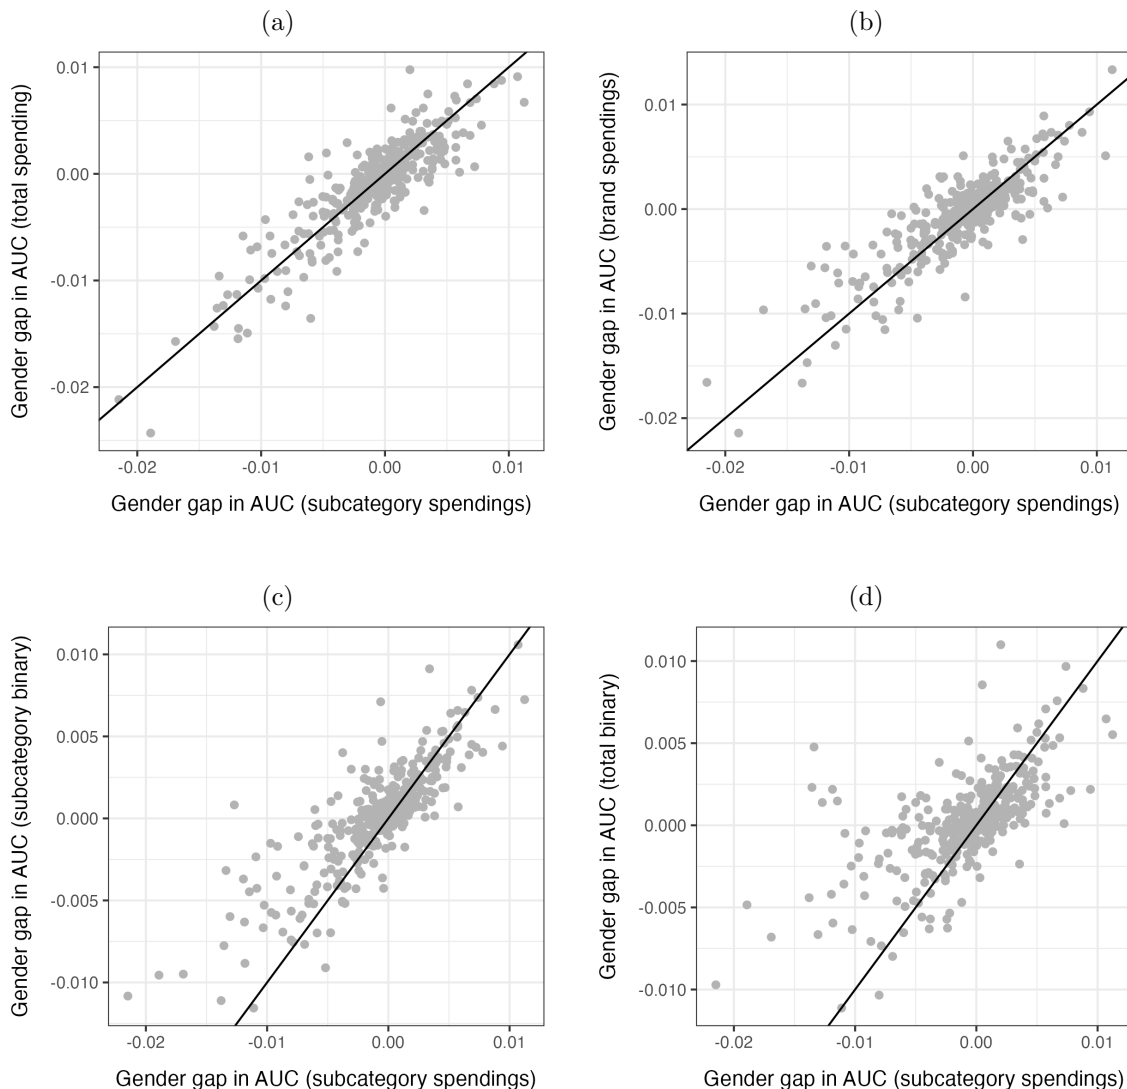 (a)
Gender gap in AUC (total spending)
0.01
0.00
-0.01
-0.02
-0.02
-0.01
0.00
0.01
Gender gap in AUC (subcategory spendings)
(b)
Gender gap in AUC (brand spendings)
0.01
0.00
-0.01
-0.02
-0.02
-0.01
0.00
0.01
Gender gap in AUC (subcategory spendings)
(c)
Gender gap in AUC (subcategory binary)
0.010
0.005
0.000
-0.005
-0.010
-0.02
-0.01
0.00
0.01
Gender gap in AUC (subcategory spendings)
(d)
Gender gap in AUC (total binary)
0.010
0.005
0.000
-0.005
-0.010
-0.02
-0.01
0.00
0.01
Gender gap in AUC (subcategory spendings)